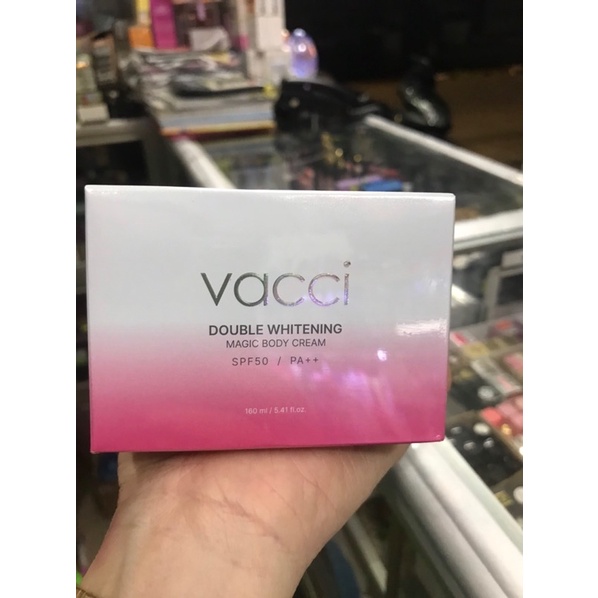 vacci
DOUBLE WHITENING
MAGIC BODY CREAM
SPF50 / PA++
160 ml / 5.41 fl.oz.